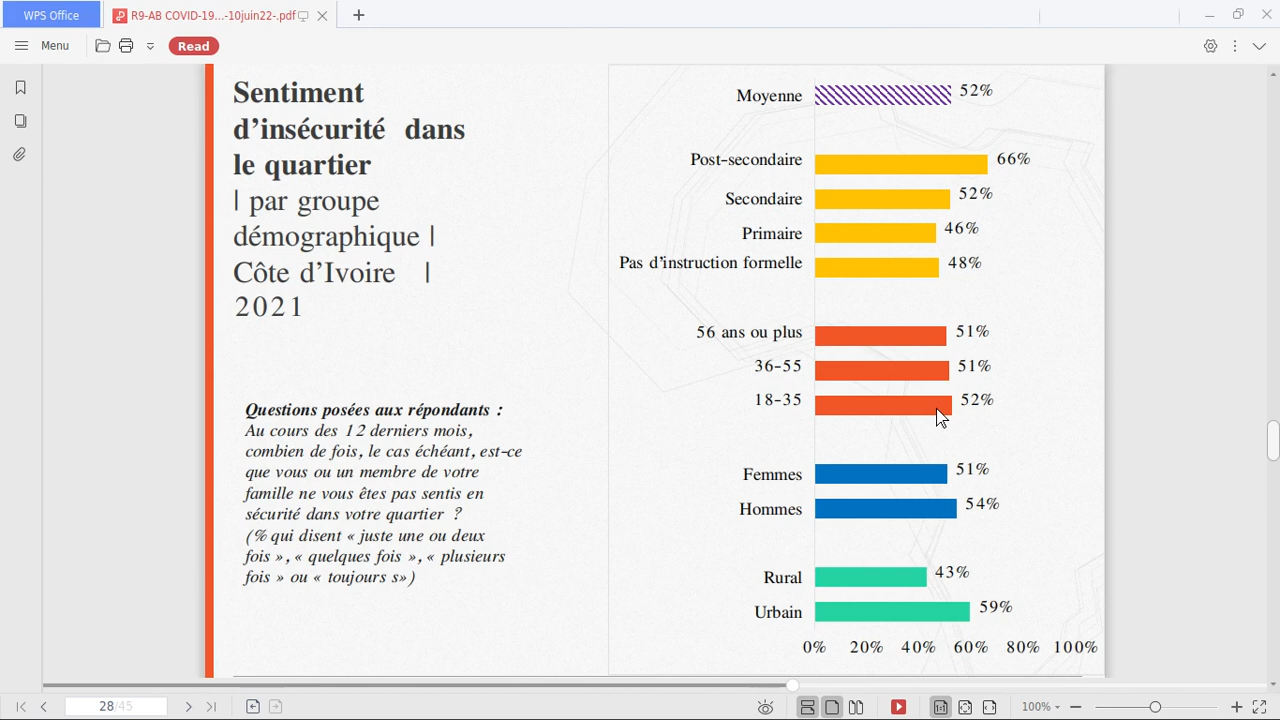 WPS Office
R9-AB COVID-19...-10juin22-.pdf
Menu
Read
Sentiment
d’insécurité dans
le quartier
| par groupe
démographique |
Côte d’Ivoire |
2021
Questions posées aux répondants :
Au cours des 12 derniers mois,
combien de fois, le cas échéant, est-ce
que vous ou un membre de votre
famille ne vous êtes pas sentis en
sécurité dans votre quartier ?
(% qui disent « juste une ou deux
fois », « quelques fois », « plusieurs
fois » ou « toujour s»)
Moyenne 52%
Post-secondaire 66%
Secondaire 52%
Primaire 46%
Pas d’instruction formelle 48%
56 ans ou plus 51%
36-55 51%
18-35 52%
Femmes 51%
Hommes 54%
Rural 43%
Urbain 59%
0% 20% 40% 60% 80% 100%
28/45
100%